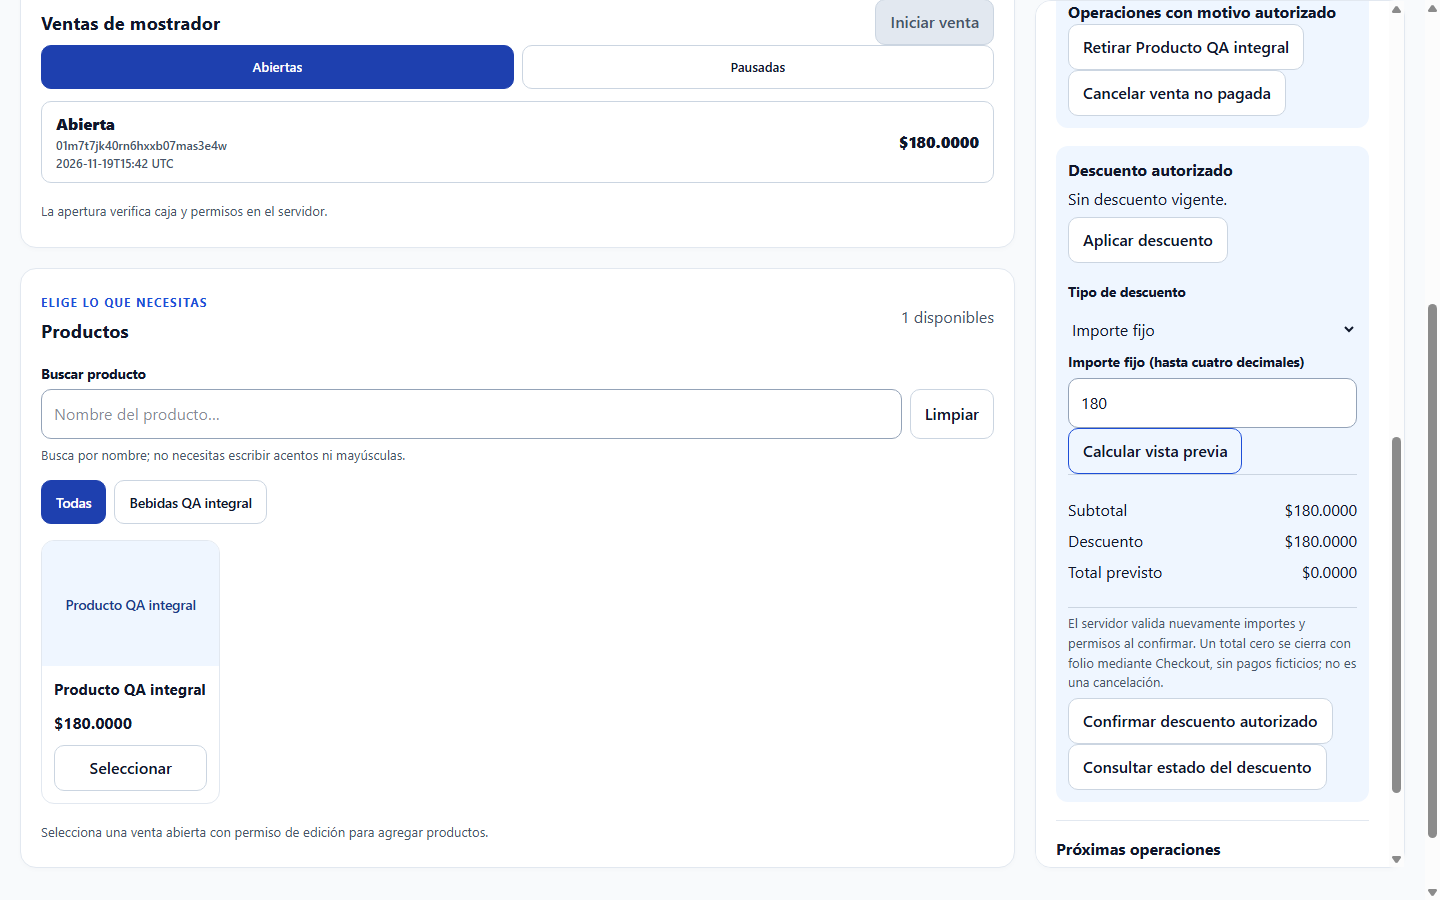 Ventas de mostrador
Iniciar venta
Abiertas
Pausadas
Abierta
01m7t7jk40rn6hxxb07mas3e4w
2026-11-19T15:42 UTC
$180.0000
La apertura verifica caja y permisos en el servidor.
ELIGE LO QUE NECESITAS
Productos
1 disponibles
Buscar producto
Nombre del producto...
Limpiar
Busca por nombre; no necesitas escribir acentos ni mayúsculas.
Todas
Bebidas QA integral
Producto QA integral
Producto QA integral
$180.0000
Seleccionar
Selecciona una venta abierta con permiso de edición para agregar productos.
Operaciones con motivo autorizado
Retirar Producto QA integral
Cancelar venta no pagada
Descuento autorizado
Sin descuento vigente.
Aplicar descuento
Tipo de descuento
Importe fijo
Importe fijo (hasta cuatro decimales)
180
Calcular vista previa
Subtotal $180.0000
Descuento $180.0000
Total previsto $0.0000
El servidor valida nuevamente importes y
permisos al confirmar. Un total cero se cierra con
folio mediante Checkout, sin pagos ficticios; no es
una cancelación.
Confirmar descuento autorizado
Consultar estado del descuento
Próximas operaciones